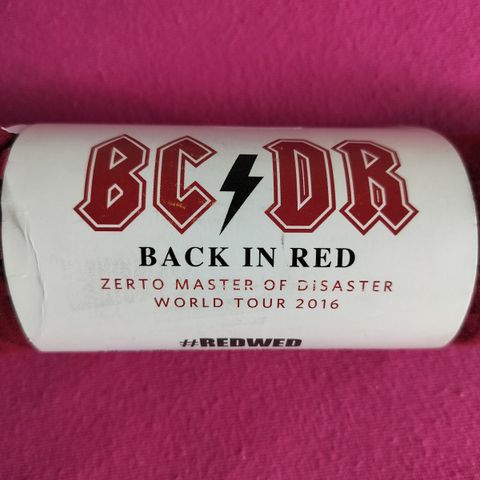 BC⚡DR
BACK IN RED
ZERTO MASTER OF DiSASTER
WORLD TOUR 2016
#REDWED